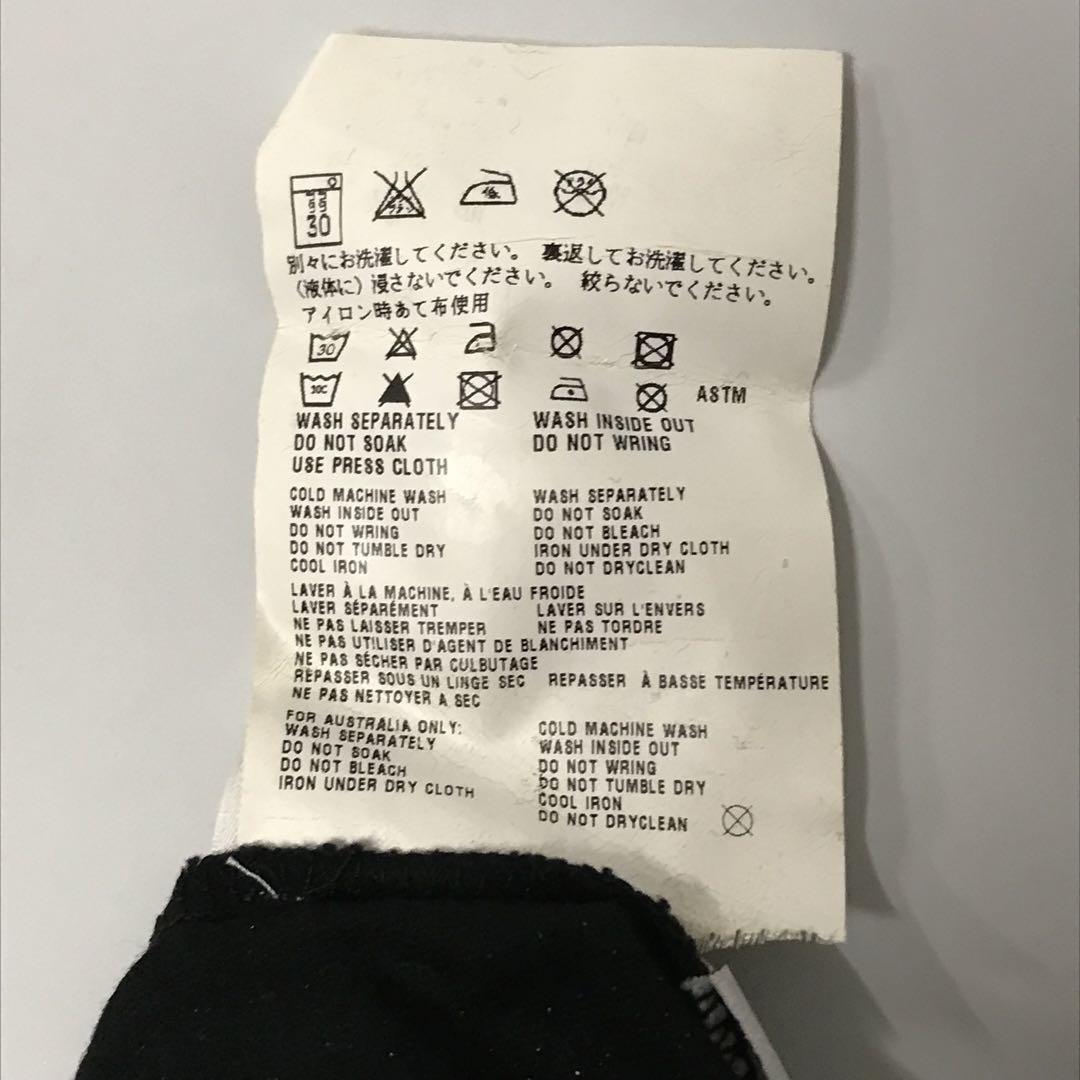 30
別々にお洗濯してください。 裏返してお洗濯してください。
(液体に)浸さないでください。 絞らないでください。
アイロン時あて布使用
30
30C
ASTM
WASH SEPARATELY WASH INSIDE OUT
DO NOT SOAK DO NOT WRING
USE PRESS CLOTH
COLD MACHINE WASH WASH SEPARATELY
WASH INSIDE OUT DO NOT SOAK
DO NOT WRING DO NOT BLEACH
DO NOT TUMBLE DRY IRON UNDER DRY CLOTH
COOL IRON DO NOT DRYCLEAN
LAVER À LA MACHINE, À L'EAU FROIDE
LAVER SÉPARÉMENT LAVER SUR L'ENVERS
NE PAS LAISSER TREMPER NE PAS TORDRE
NE PAS UTILISER D'AGENT DE BLANCHIMENT
NE PAS SÉCHER PAR CULBUTAGE
REPASSER SOUS UN LINGE SEC REPASSER À BASSE TEMPÉRATURE
NE PAS NETTOYER A SEC
FOR AUSTRALIA ONLY: COLD MACHINE WASH
WASH SEPARATELY WASH INSIDE OUT
DO NOT SOAK DO NOT WRING
DO NOT BLEACH DO NOT TUMBLE DRY
IRON UNDER DRY CLOTH COOL IRON
DO NOT DRYCLEAN